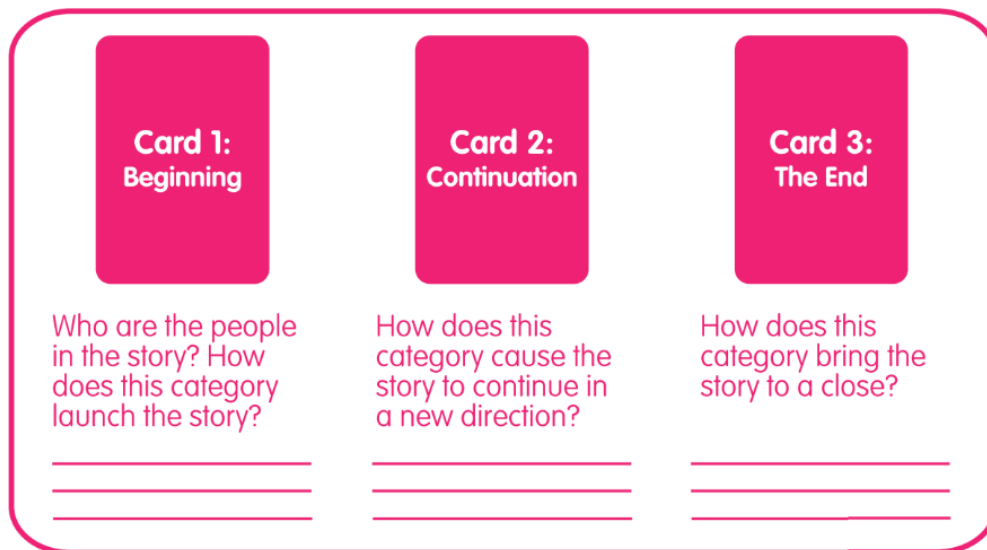 Card 1:
Beginning
Who are the people
in the story? How
does this category
launch the story?
Card 2:
Continuation
How does this
category cause the
story to continue in
a new direction?
Card 3:
The End
How does this
category bring the
story to a close?